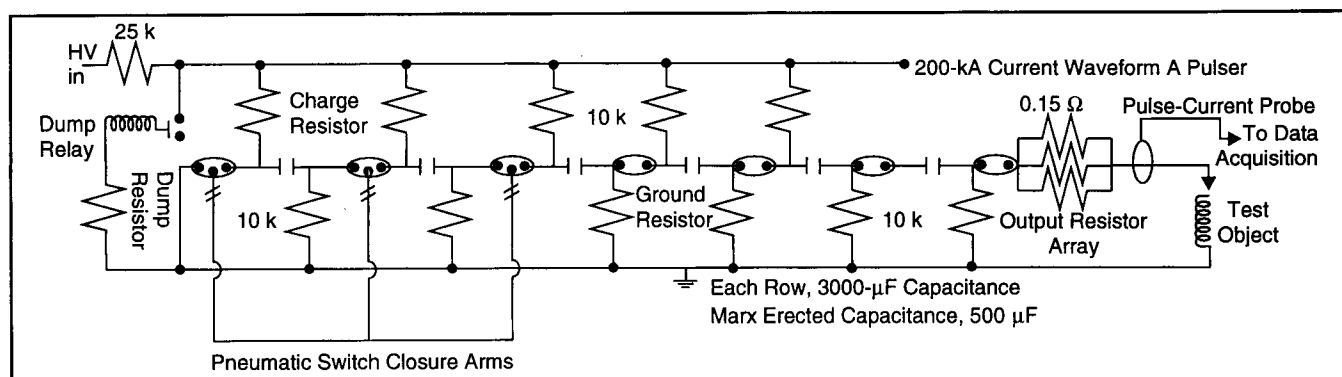 25 k
HV
in
200-kA Current Waveform A Pulser
Charge
Resistor
10 k
0.15 Ω
Pulse-Current Probe
To Data
Acquisition
Dump
Relay
Dump
Resistor
10 k
Ground
Resistor
10 k
Output Resistor
Array
Test
Object
Each Row, 3000-μF Capacitance
Marx Erected Capacitance, 500 μF
Pneumatic Switch Closure Arms